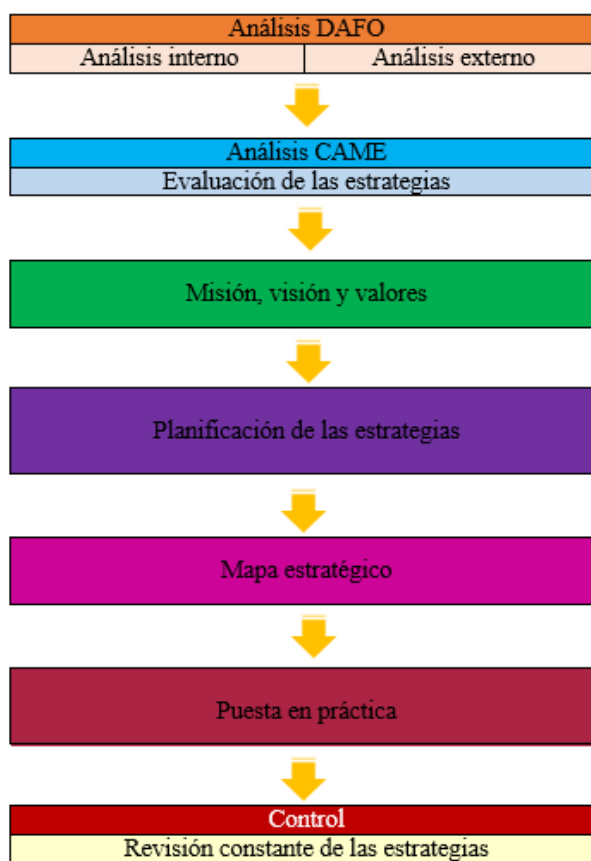 Análisis DAFO
Análisis interno
Análisis externo
Análisis CAME
Evaluación de las estrategias
Misión, visión y valores
Planificación de las estrategias
Mapa estratégico
Puesta en práctica
Control
Revisión constante de las estrategias